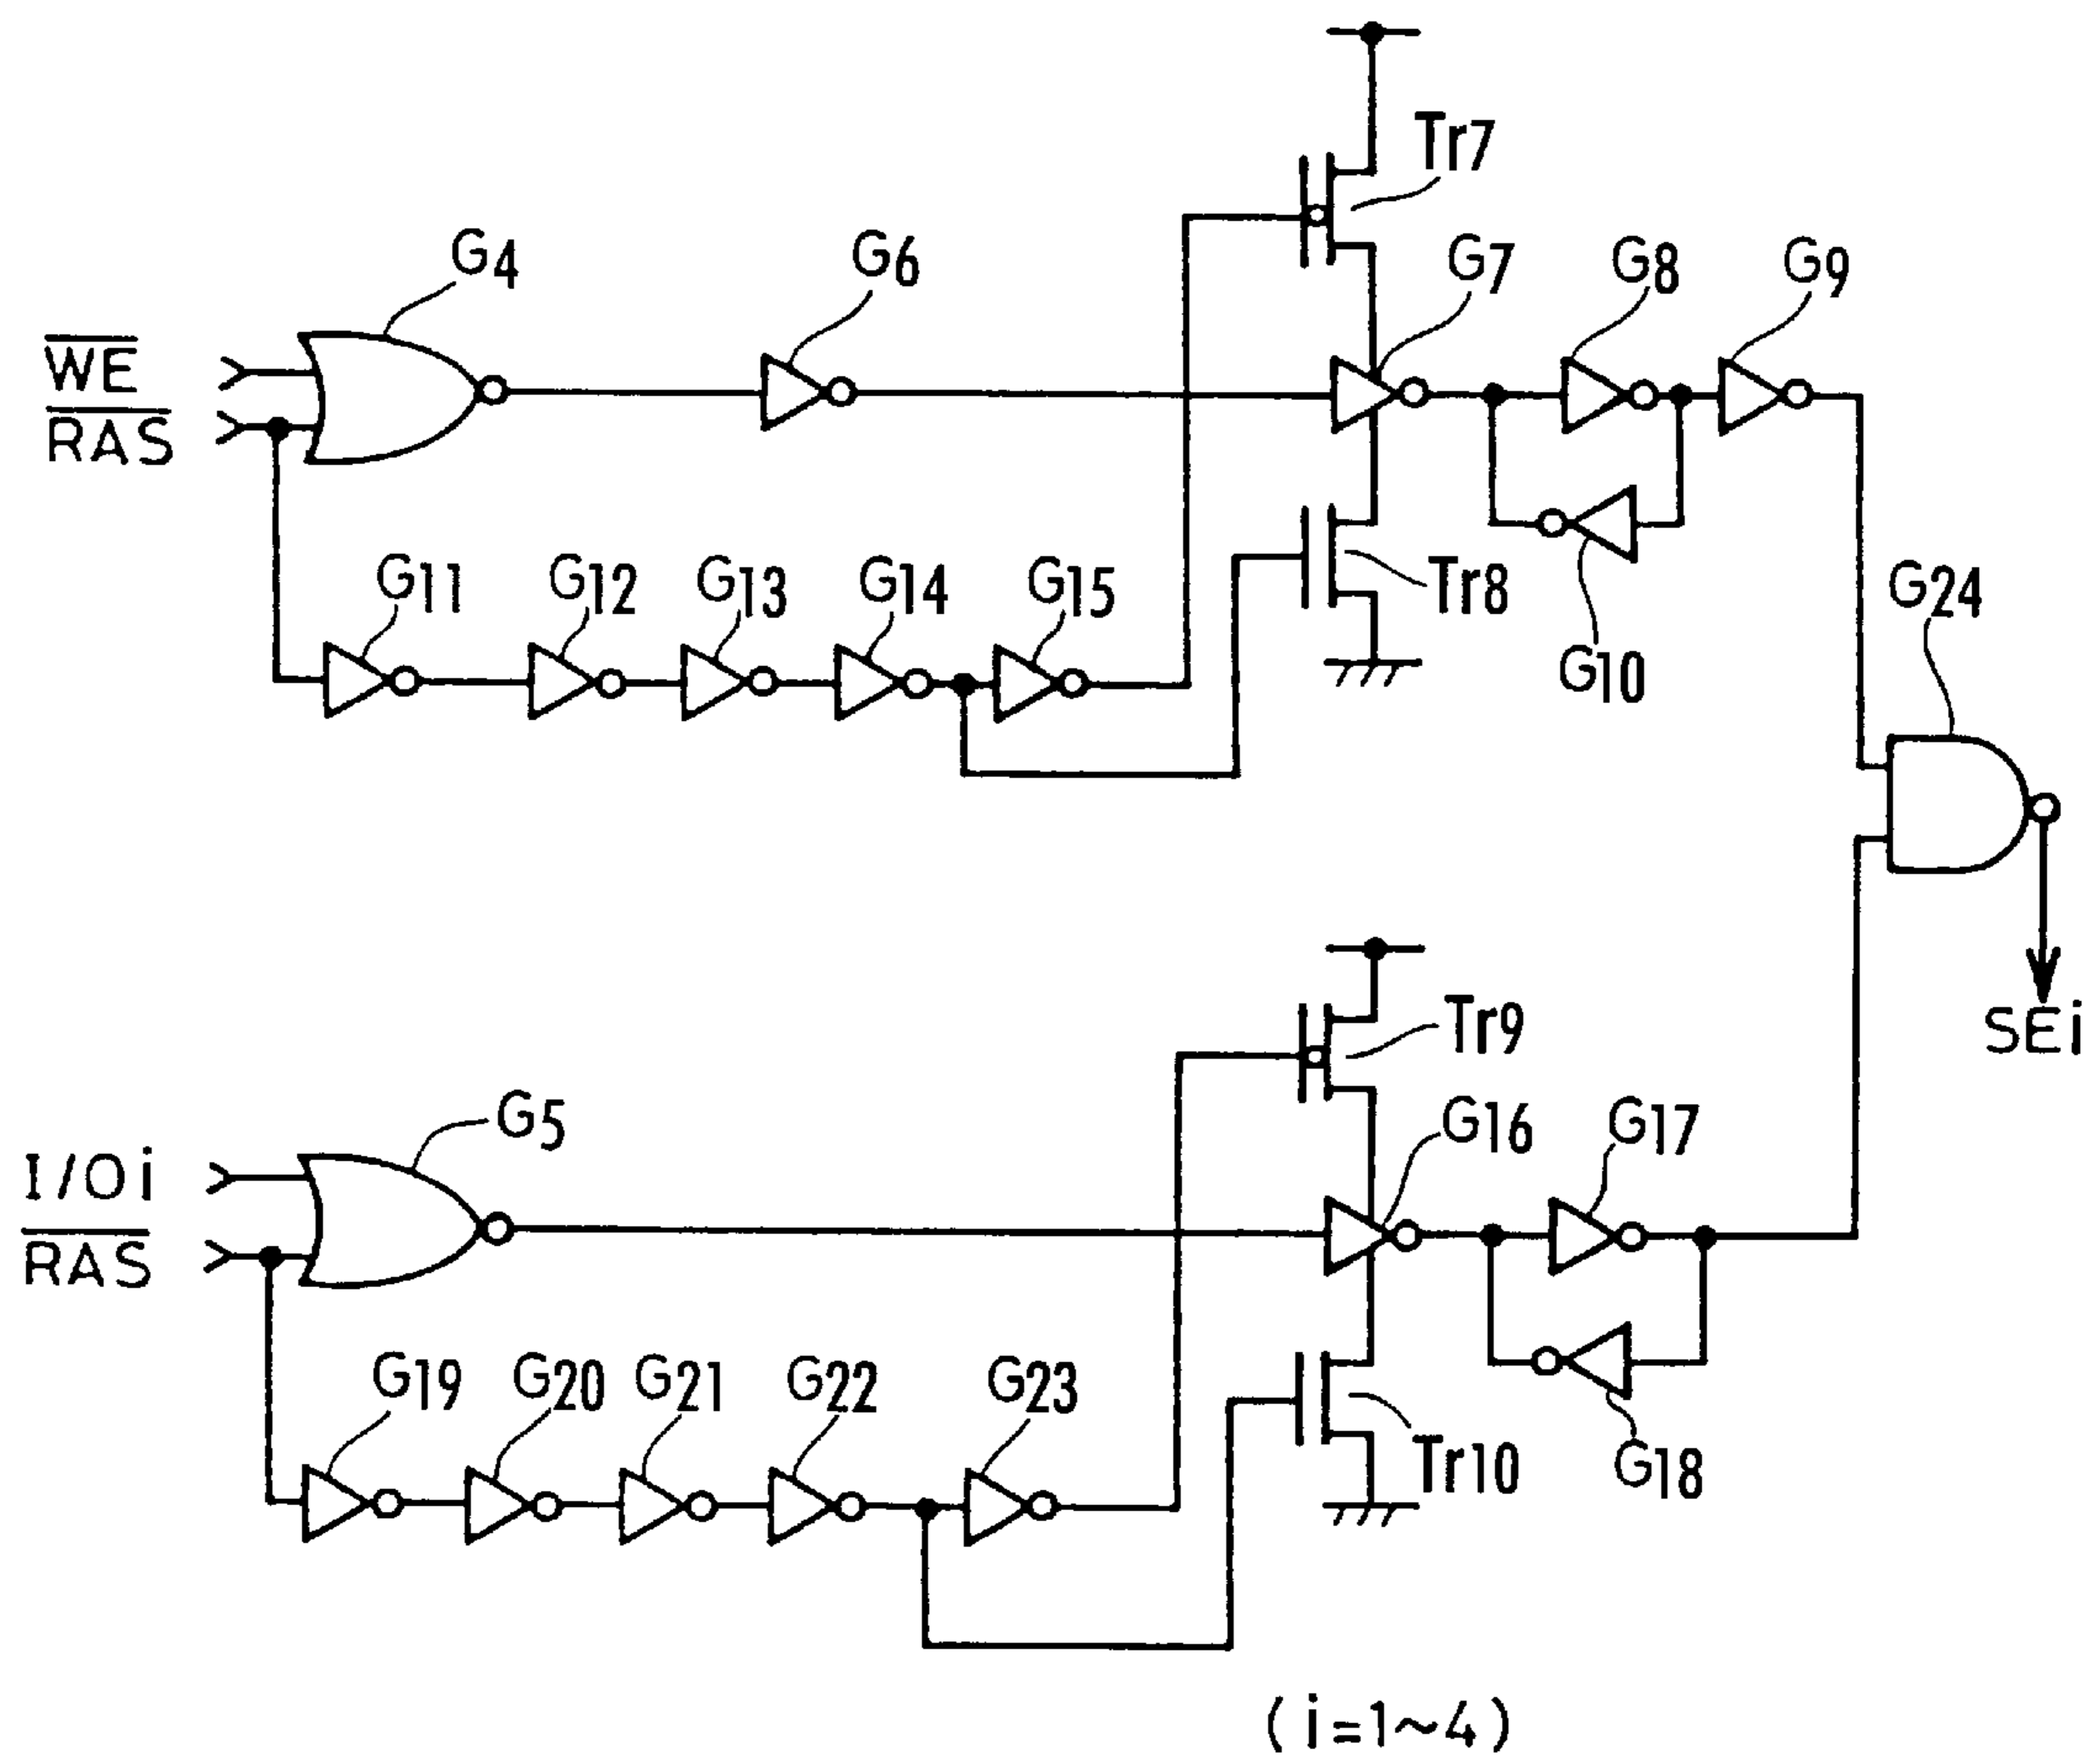 Tr7
G4
G6
G7
G8
G9
WE
RAS
G11
G12
G13
G14
G15
Tr8
G10
G24
SEi
Tr9
G5
G16
G17
I/Oi
RAS
G19
G20
G21
G22
G23
Tr10
G18
(i=1~4)